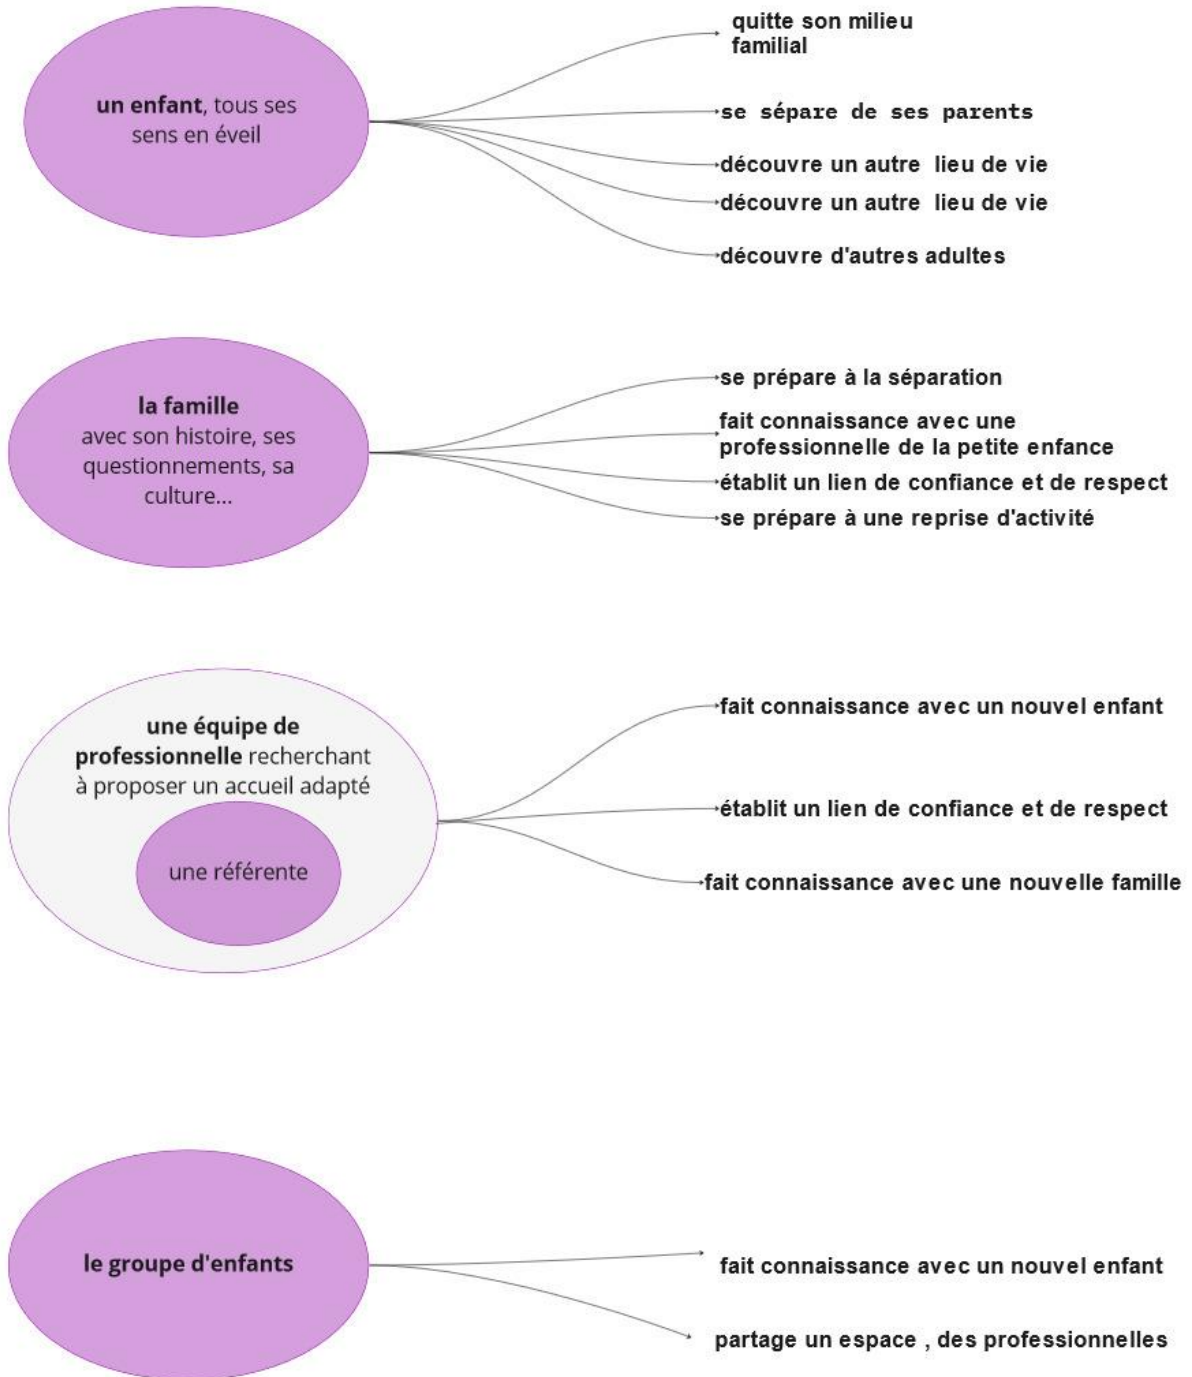 un enfant, tous ses
sens en éveil
quitte son milieu
familial
se sépare de ses parents
découvre un autre lieu de vie
découvre un autre lieu de vie
découvre d'autres adultes
la famille
avec son histoire, ses
questionnements, sa
culture...
se prépare à la séparation
fait connaissance avec une
professionnelle de la petite enfance
établit un lien de confiance et de respect
se prépare à une reprise d'activité
une équipe de
professionnelle recherchant
à proposer un accueil adapté
une référente
fait connaissance avec un nouvel enfant
établit un lien de confiance et de respect
fait connaissance avec une nouvelle famille
le groupe d'enfants
fait connaissance avec un nouvel enfant
partage un espace , des professionnelles